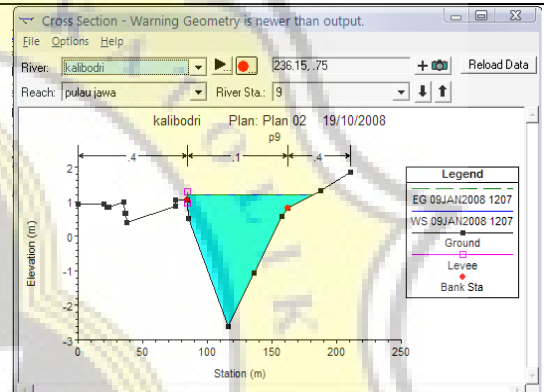 Cross Section - Warning Geometry is newer than output.
File Options Help
River: kalibodri 236.15, .75 Reload Data
Reach: pulau jawa River Sta.: 9
kalibodri Plan: Plan 02 19/10/2008
p9
.4 .1 .4
Elevation (m)
2
1
0
-1
-2
-3
0 50 100 150 200 250
Station (m)
Legend
EG 09JAN2008 1207
WS 09JAN2008 1207
Ground
Levee
Bank Sta